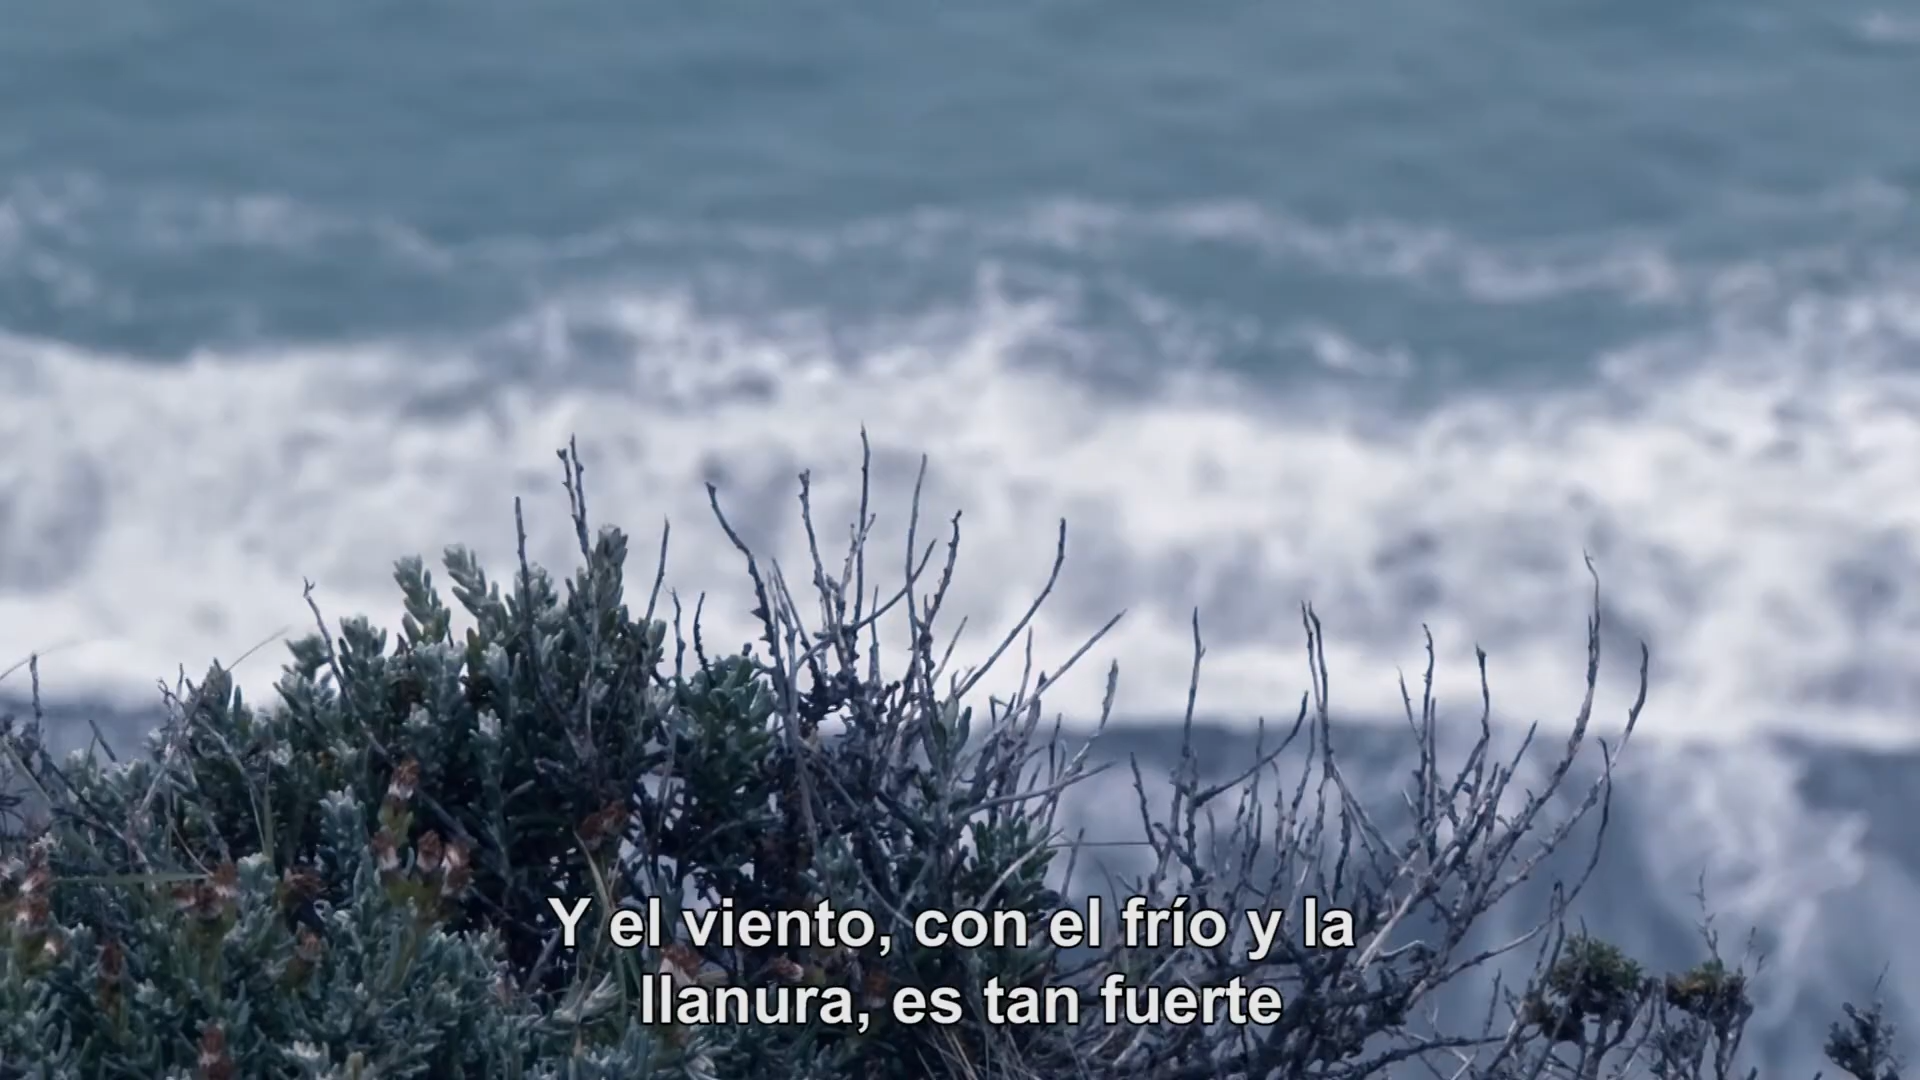 Y el viento, con el frío y la
llanura, es tan fuerte